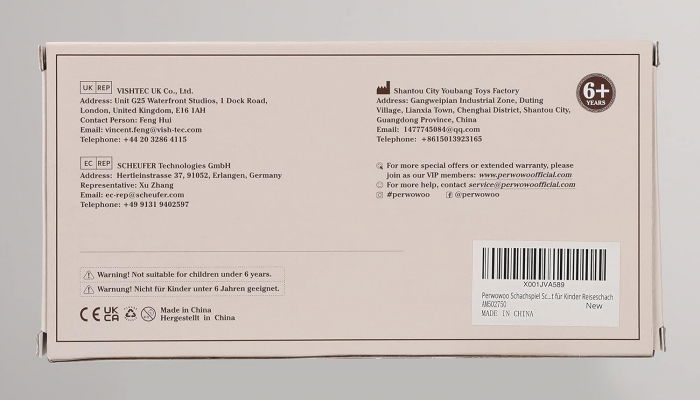 UK REP VISHTEC UK Co., Ltd.
Address: Unit G25 Waterfront Studios, 1 Dock Road,
London, United Kingdom, E16 1AH
Contact Person: Feng Hui
Email: vincent.feng@vish-tec.com
Telephone: +44 20 3286 4115
EC REP SCHEUFER Technologies GmbH
Address: Hertleinstrasse 37, 91052, Erlangen, Germany
Representative: Xu Zhang
Email: ec-rep@scheufer.com
Telephone: +49 9131 9402597
Shantou City Youbang Toys Factory
Address: Gangweipian Industrial Zone, Duting
Village, Lianxia Town, Chenghai District, Shantou City,
Guangdong Province, China
Email: 1477745084@qq.com
Telephone: +8615013923165
6+
YEARS
For more special offers or extended warranty, please
join as our VIP members: www.perwowoofficial.com
For more help, contact service@perwowoofficial.com
#perwowoo @perwowoo
Warning! Not suitable for children under 6 years.
Warnung! Nicht für Kinder unter 6 Jahren geeignet.
CE UK CA Made in China
Hergestellt in China
X001JVA589
Perwowoo Schachspiel Sc...t für Kinder Reiseschach
AMS02750 New
MADE IN CHINA